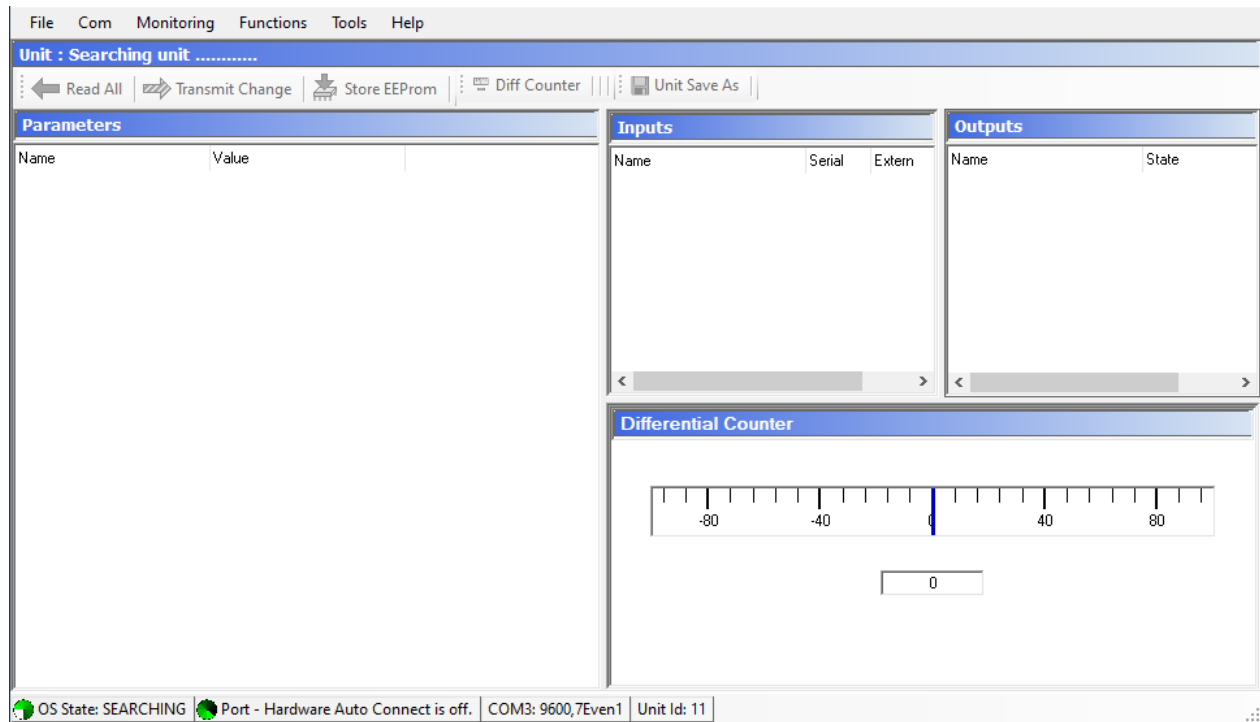 File Com Monitoring Functions Tools Help
Unit : Searching unit ............
Read All Transmit Change Store EEProm Diff Counter Unit Save As
Parameters
Name Value
Inputs
Name Serial Extern
Outputs
Name State
Differential Counter
-80 -40 0 40 80
0
OS State: SEARCHING Port - Hardware Auto Connect is off. COM3: 9600,7Even1 Unit Id: 11